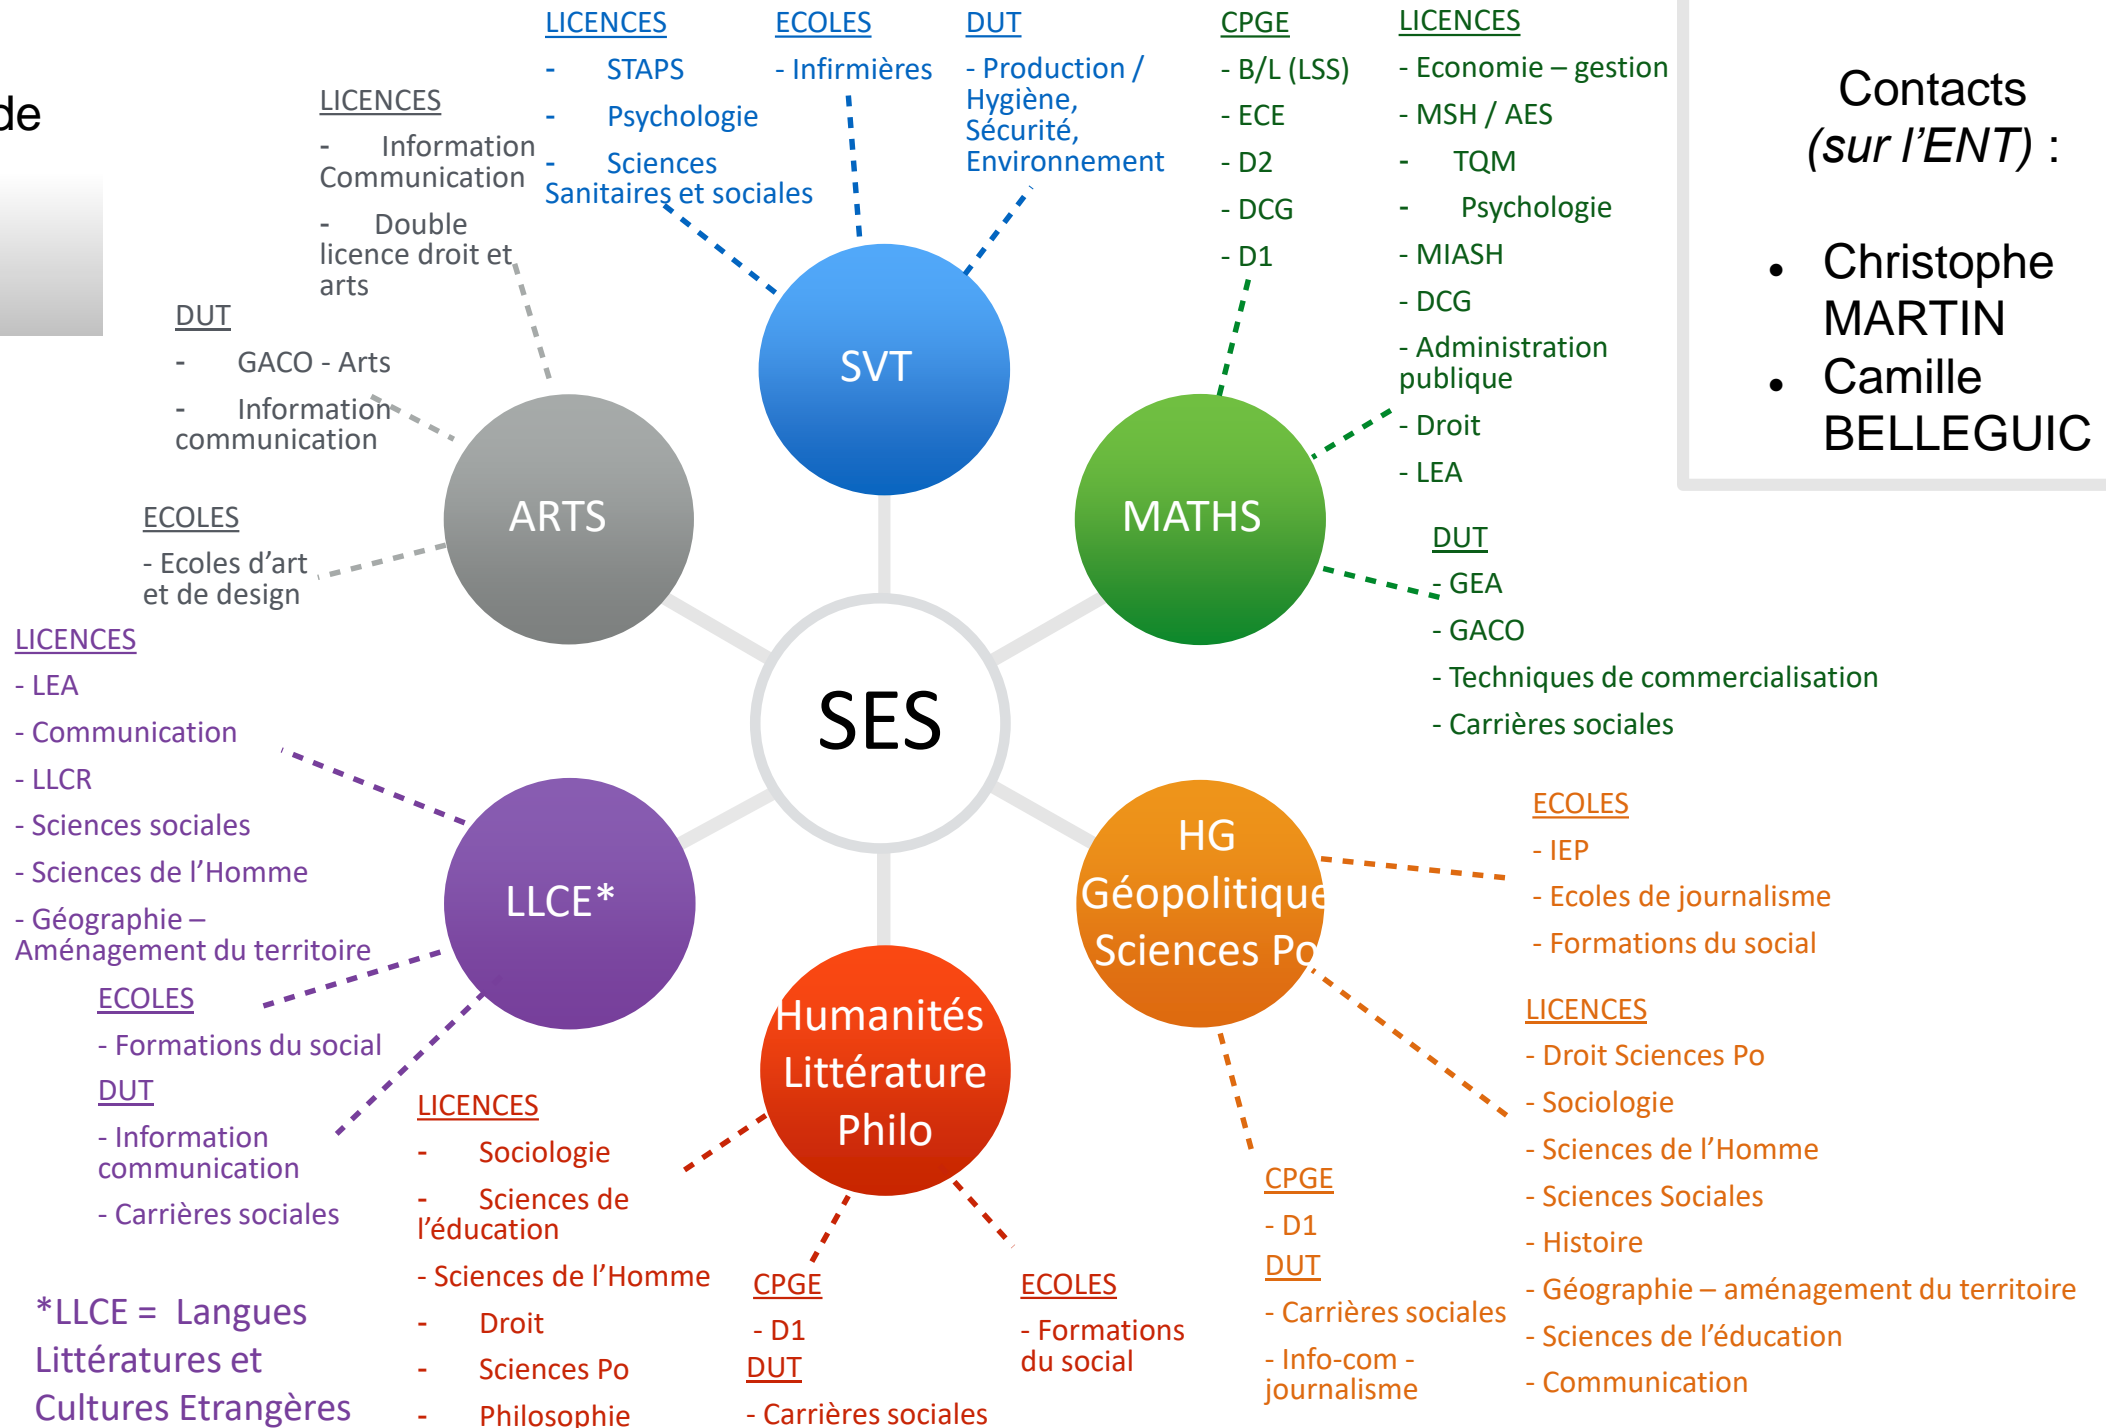 de
LICENCES
- STAPS
- Psychologie
- Sciences
Sanitaires et sociales
ECOLES
- Infirmières
DUT
- Production /
Hygiène,
Sécurité,
Environnement
CPGE
- B/L (LSS)
- ECE
- D2
- DCG
- D1
LICENCES
- Economie – gestion
- MSH / AES
- TQM
- Psychologie
- MIASH
- DCG
- Administration
publique
- Droit
- LEA
Contacts
(sur l’ENT) :
• Christophe
MARTIN
• Camille
BELLEGUIC
LICENCES
- Information
Communication
- Double
licence droit et
arts
DUT
- GACO - Arts
- Information
communication
ECOLES
- Ecoles d’art
et de design
SVT
ARTS
MATHS
SES
DUT
- GEA
- GACO
- Techniques de commercialisation
- Carrières sociales
LICENCES
- LEA
- Communication
- LLCR
- Sciences sociales
- Sciences de l’Homme
- Géographie –
Aménagement du territoire
ECOLES
- Formations du social
DUT
- Information
communication
- Carrières sociales
LLCE*
HG
Géopolitique
Sciences Po
Humanités
Littérature
Philo
ECOLES
- IEP
- Ecoles de journalisme
- Formations du social
LICENCES
- Droit Sciences Po
- Sociologie
- Sciences de l’Homme
- Sciences Sociales
- Histoire
- Géographie – aménagement du territoire
- Sciences de l’éducation
- Communication
CPGE
- D1
DUT
- Carrières sociales
- Info-com -
journalisme
LICENCES
- Sociologie
- Sciences de
l’éducation
- Sciences de l’Homme
- Droit
- Sciences Po
- Philosophie
CPGE
- D1
DUT
- Carrières sociales
ECOLES
- Formations
du social
*LLCE = Langues
Littératures et
Cultures Etrangères